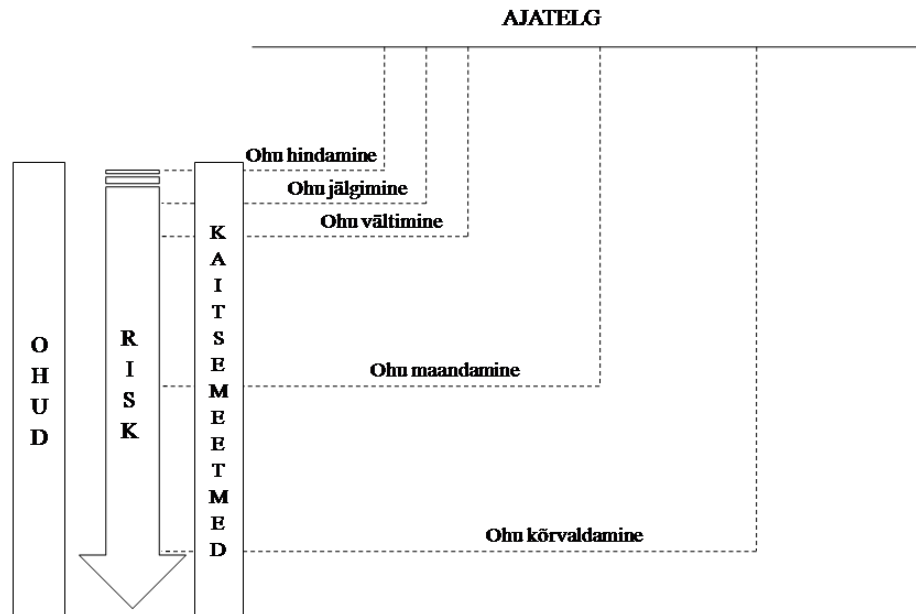 AJATELG
Ohu hindamine
Ohu jälgimine
Ohu vältimine
Ohu maandamine
Ohu kõrvaldamine
OHUD
RISK
KAITSEMEETMED